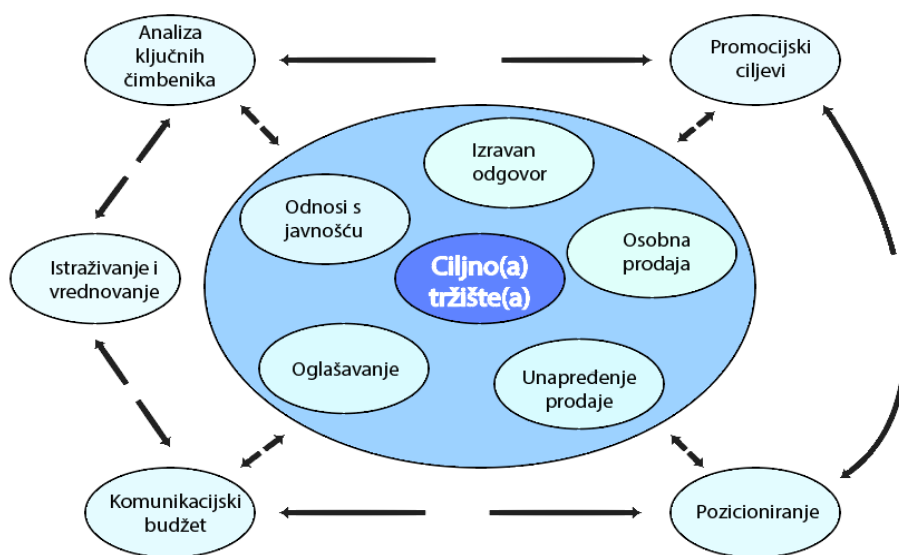 Analiza
ključnih
čimbenika
Promocijski
ciljevi
Izravan
odgovor
Odnosi s
javnošću
Osobna
prodaja
Ciljno(a)
tržište(a)
Istraživanje i
vrednovanje
Oglašavanje
Unapredenje
prodaje
Komunikacijski
budžet
Pozicioniranje